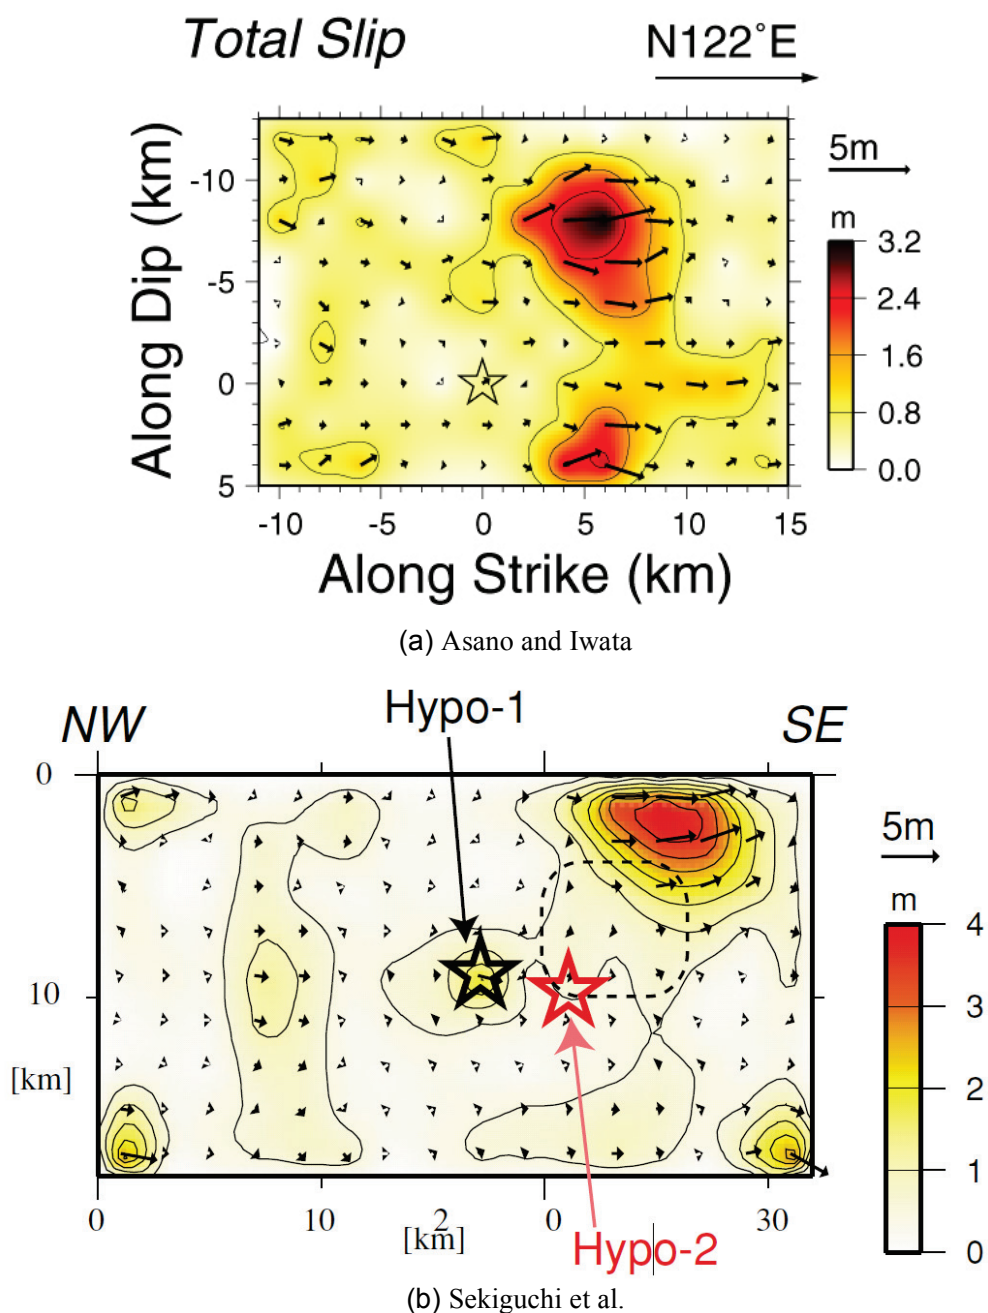 Total Slip
N122°E
5m
m
3.2
2.4
1.6
0.8
0.0
Along Dip (km)
-10
-5
0
5
-10
-5
0
5
10
15
Along Strike (km)
(a) Asano and Iwata
NW
Hypo-1
SE
0
10
[km]
5m
m
4
3
2
1
0
0
10
2
0
30
[km]
Hypo-2
(b) Sekiguchi et al.